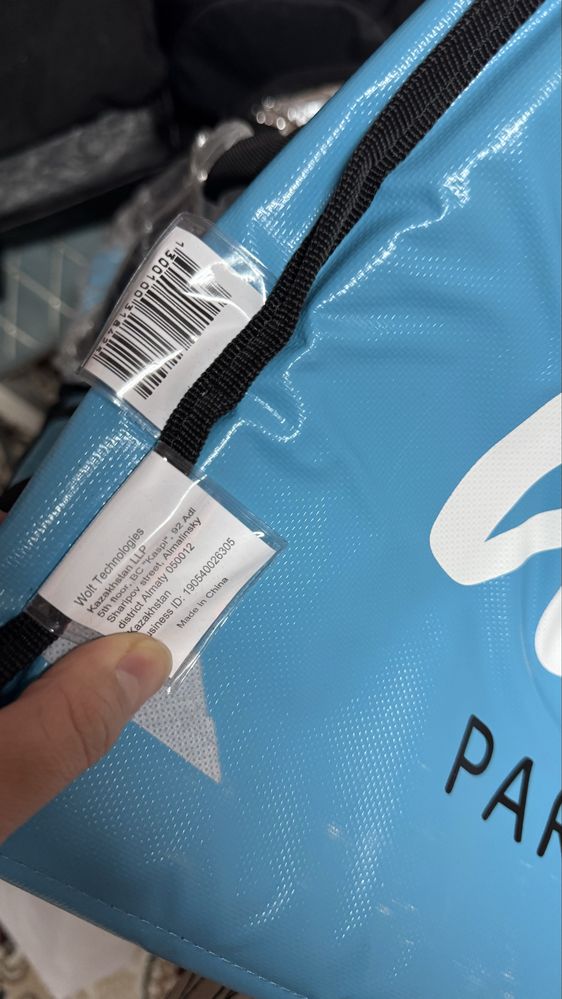 Wolt Technologies
Kazakhstan LLP
5th floor, BC "Kaspi", 92 Adi
Sharipov street, Almalinsky
district Almaty 050012
Kazakhstan
usiness ID: 190540026305
Made in China
PAR